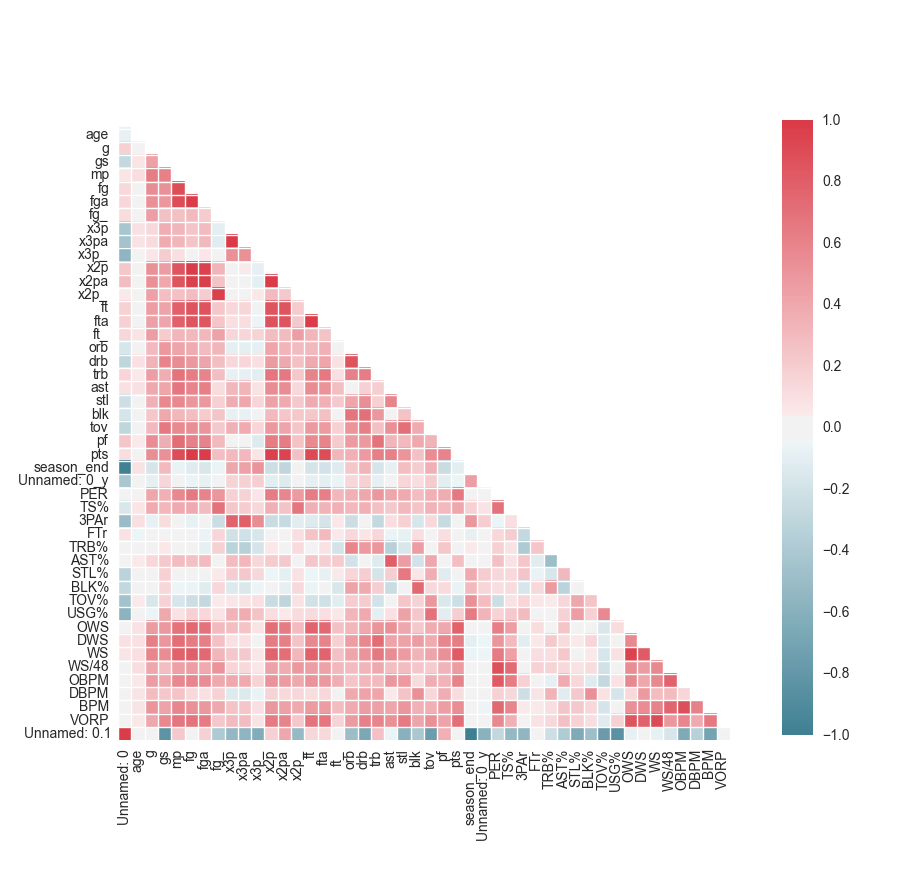 age
g
gs
mp
fg
fga
fg_
x3p
x3pa
x3p_
x2p
x2pa
x2p_
ft
fta
ft_
orb
drb
trb
ast
stl
blk
tov
pf
pts
season_end
Unnamed: 0_y
PER
TS%
3PAr
FTr
TRB%
AST%
STL%
BLK%
TOV%
USG%
OWS
DWS
WS
WS/48
OBPM
DBPM
BPM
VORP
Unnamed: 0.1
Unnamed: 0
age
g
gs
mp
fg
fga
fg_
x3p
x3pa
x3p_
x2p
x2pa
x2p_
ft
fta
ft_
orb
drb
trb
ast
stl
blk
tov
pf
pts
season_end
Unnamed: 0_y
PER
TS%
3PAr
FTr
TRB%
AST%
STL%
BLK%
TOV%
USG%
OWS
DWS
WS
WS/48
OBPM
DBPM
BPM
VORP
1.0
0.8
0.6
0.4
0.2
0.0
−0.2
−0.4
−0.6
−0.8
−1.0